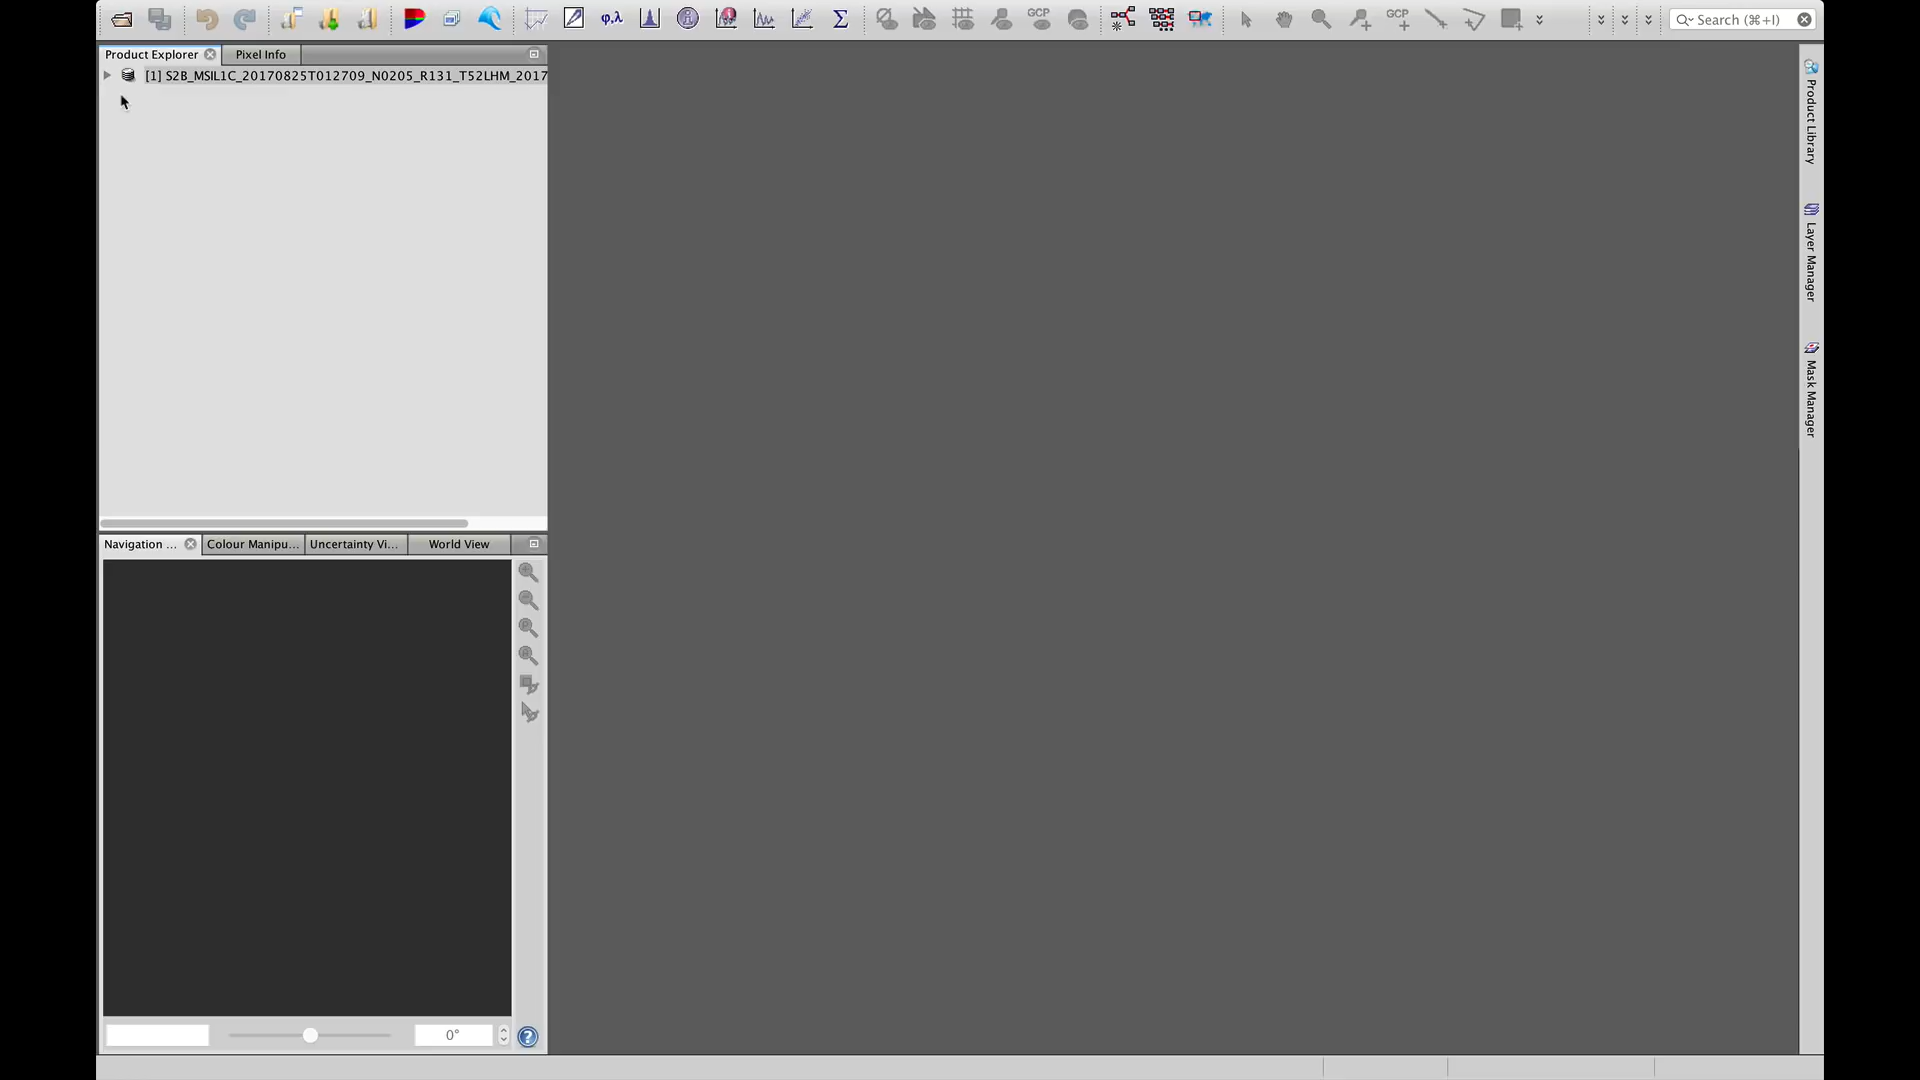 φ,λ
Σ
GCP
GCP
Search (⌘+I)
Product Explorer
Pixel Info
[1] S2B_MSIL1C_20170825T012709_N0205_R131_T52LHM_2017
Product Library
Layer Manager
Mask Manager
Navigation ...
Colour Manipu...
Uncertainty Vi...
World View
0°
?